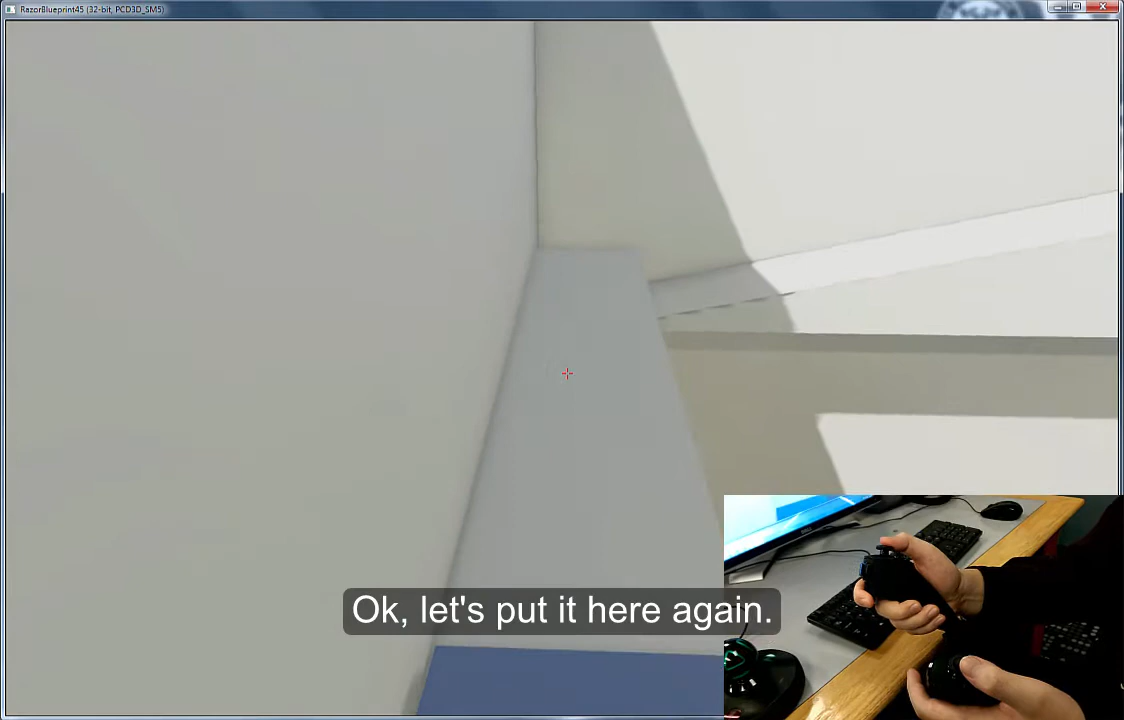 RazorBlueprint45 (32-bit, PCD3D_SM5)
Ok, let's put it here again.